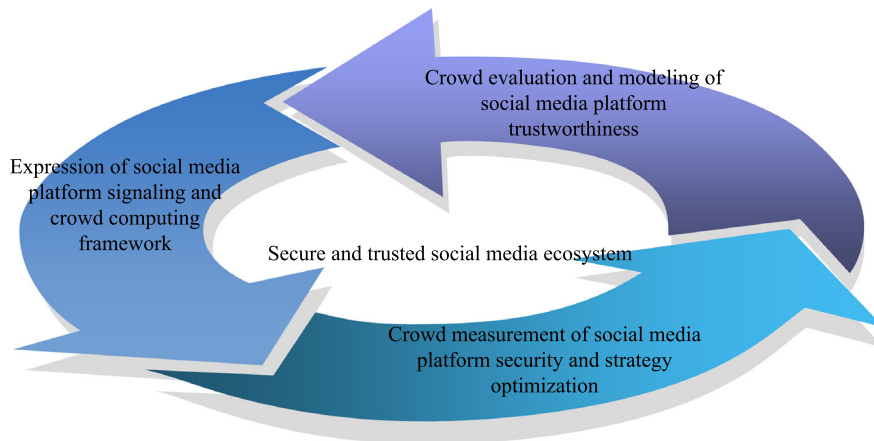 Crowd evaluation and modeling of
social media platform
trustworthiness
Expression of social media
platform signaling and
crowd computing
framework
Secure and trusted social media ecosystem
Crowd measurement of social media
platform security and strategy
optimization